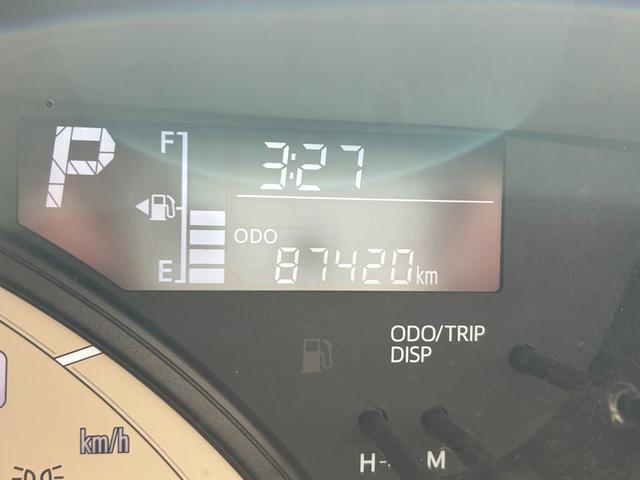 P
F
3:27
E
ODO
87420km
ODO/TRIP
DISP
km/h
H
M